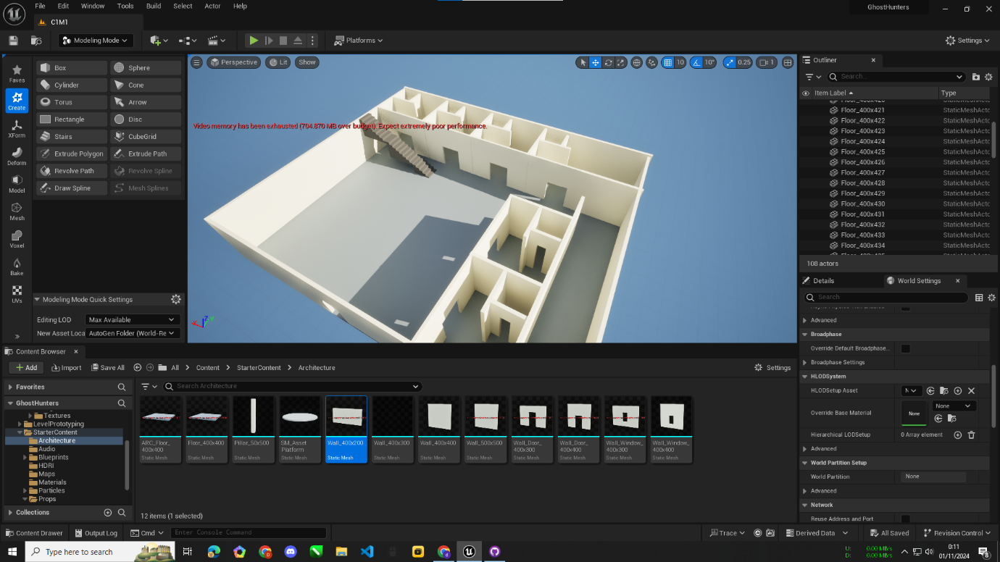 File Edit Window Tools Build Select Actor Help
GhostHunters
C1M1
Modeling Mode
Platforms
Settings
Faves
Create
XForm
Deform
Model
Mesh
Voxel
Bake
UVs
Box Sphere
Cylinder Cone
Torus Arrow
Rectangle Disc
Stairs CubeGrid
Extrude Polygon Extrude Path
Revolve Path Revolve Spline
Draw Spline Mesh Splines
Modeling Mode Quick Settings
Editing LOD Max Available
New Asset Loca AutoGen Folder (World-Re
Perspective Lit Show
10 10° 0.25 1
Video memory has been exhausted (704.870 MB over budget). Expect extremely poor performance.
Outliner
Search...
Item Label Type
Floor_400x421 StaticMeshActo
Floor_400x422 StaticMeshActo
Floor_400x423 StaticMeshActo
Floor_400x424 StaticMeshActo
Floor_400x425 StaticMeshActo
Floor_400x426 StaticMeshActo
Floor_400x427 StaticMeshActo
Floor_400x428 StaticMeshActo
Floor_400x429 StaticMeshActo
Floor_400x430 StaticMeshActo
Floor_400x431 StaticMeshActo
Floor_400x432 StaticMeshActo
Floor_400x433 StaticMeshActo
Floor_400x434 StaticMeshActo
108 actors
Details World Settings
Search
Advanced
Broadphase
Override Default Broadphase...
Broadphase Settings
HLODSystem
HLODSetup Asset
Override Base Material None None
Hierarchical LODSetup 0 Array element
Advanced
World Partition Setup
World Partition None
Advanced
Network
Reuse Address and Port
Content Browser
Add Import Save All All Content StarterContent Architecture Settings
Favorites
GhostHunters
Textures
LevelPrototyping
StarterContent
Architecture
Audio
Blueprints
HDRI
Maps
Materials
Particles
Props
Collections
Search Architecture
ARC_Floor_
400x400
Static Mesh
Floor_400x400
Static Mesh
Pillar_50x500
Static Mesh
SM_Asset
Platform
Static Mesh
Wall_400x200
Static Mesh
Wall_400x300
Static Mesh
Wall_400x400
Static Mesh
Wall_500x500
Static Mesh
Wall_Door_
400x300
Static Mesh
Wall_Door_
400x400
Static Mesh
Wall_Window_
400x300
Static Mesh
Wall_Window_
400x400
Static Mesh
12 items (1 selected)
Content Drawer Output Log Cmd Enter Console Command Trace Derived Data All Saved Revision Control
Type here to search
U: 0.00 MB/s
D: 0.00 MB/s
0:11
01/11/2024